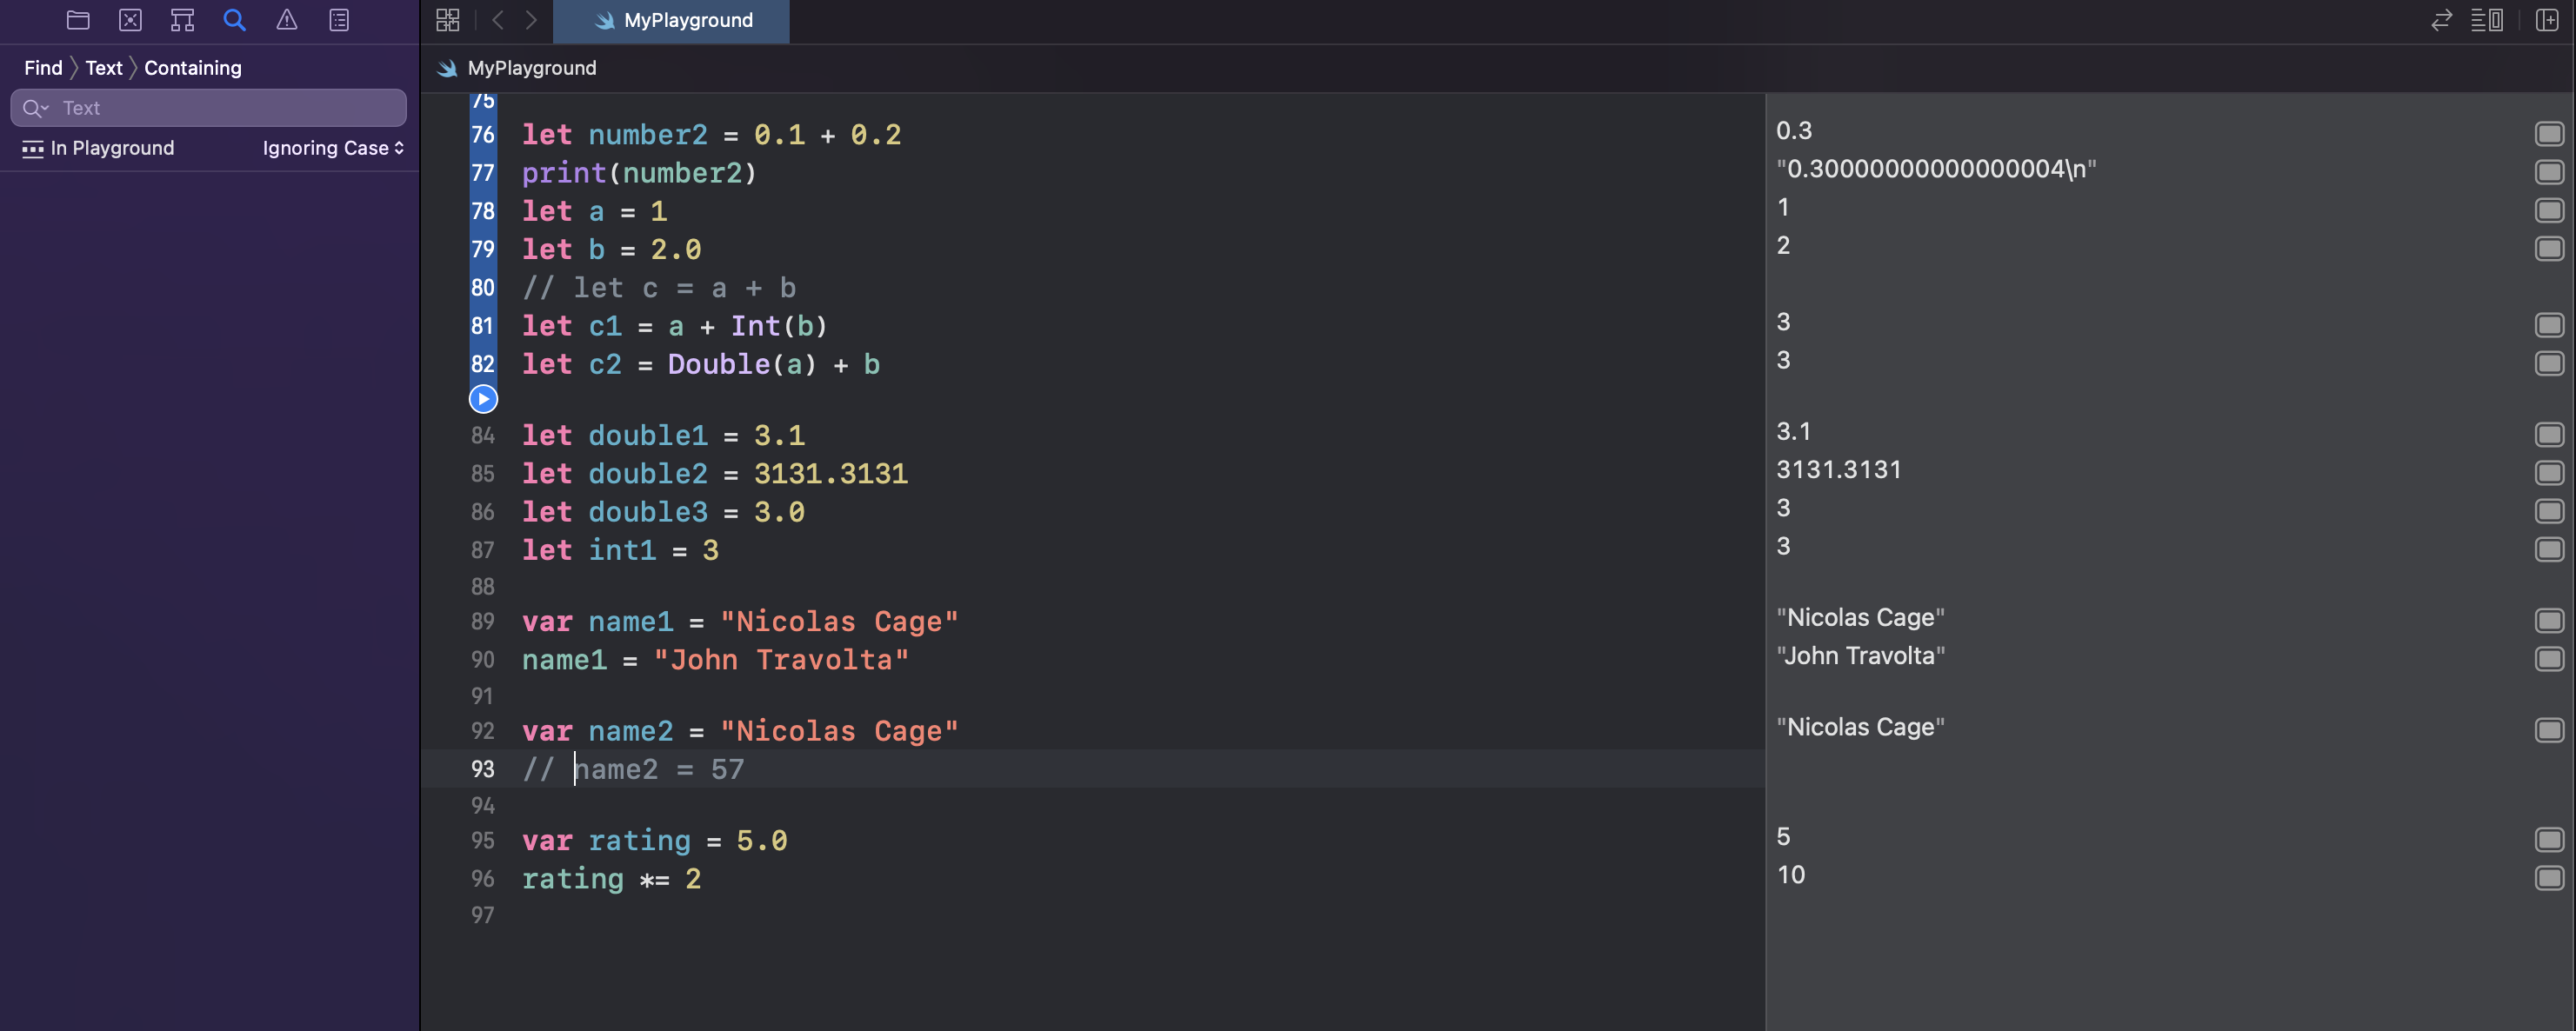 MyPlayground
Find 〉 Text 〉 Containing
MyPlayground
Text
In Playground
Ignoring Case
75
76 let number2 = 0.1 + 0.2
0.3
77 print(number2)
"0.30000000000000004\n"
78 let a = 1
1
79 let b = 2.0
2
80 // let c = a + b
81 let c1 = a + Int(b)
3
82 let c2 = Double(a) + b
3
84 let double1 = 3.1
3.1
85 let double2 = 3131.3131
3131.3131
86 let double3 = 3.0
3
87 let int1 = 3
3
88
89 var name1 = "Nicolas Cage"
"Nicolas Cage"
90 name1 = "John Travolta"
"John Travolta"
91
92 var name2 = "Nicolas Cage"
"Nicolas Cage"
93 // name2 = 57
94
95 var rating = 5.0
5
96 rating *= 2
10
97